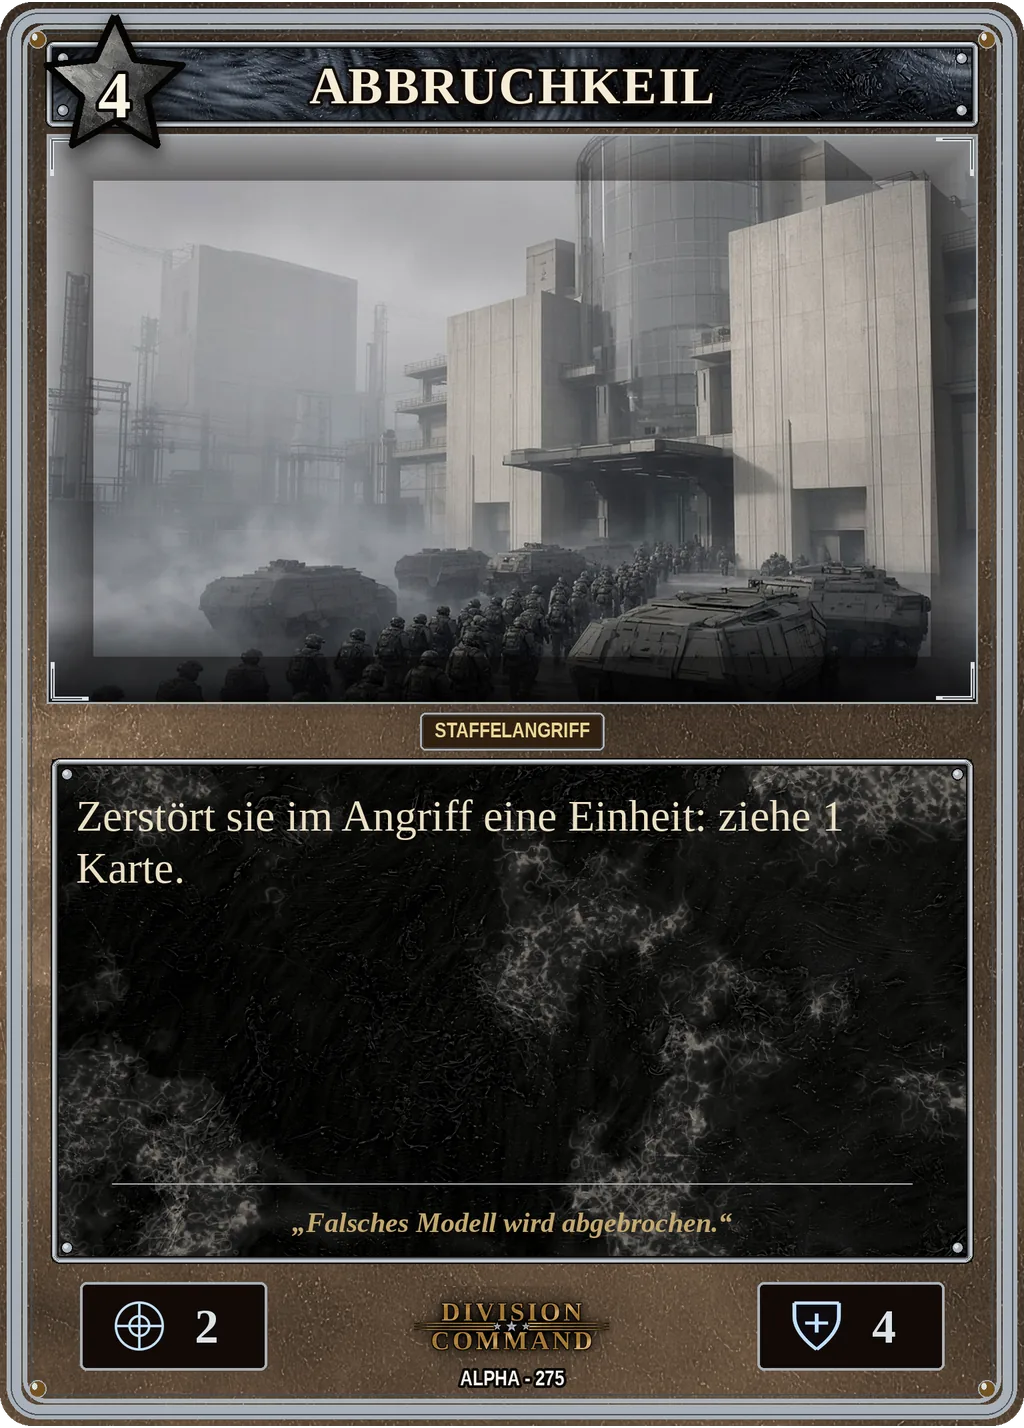 4
ABBRUCHKEIL
STAFFELANGRIFF
Zerstört sie im Angriff eine Einheit: ziehe 1
Karte.
„Falsches Modell wird abgebrochen.“
2
DIVISION
COMMAND
4
ALPHA - 275